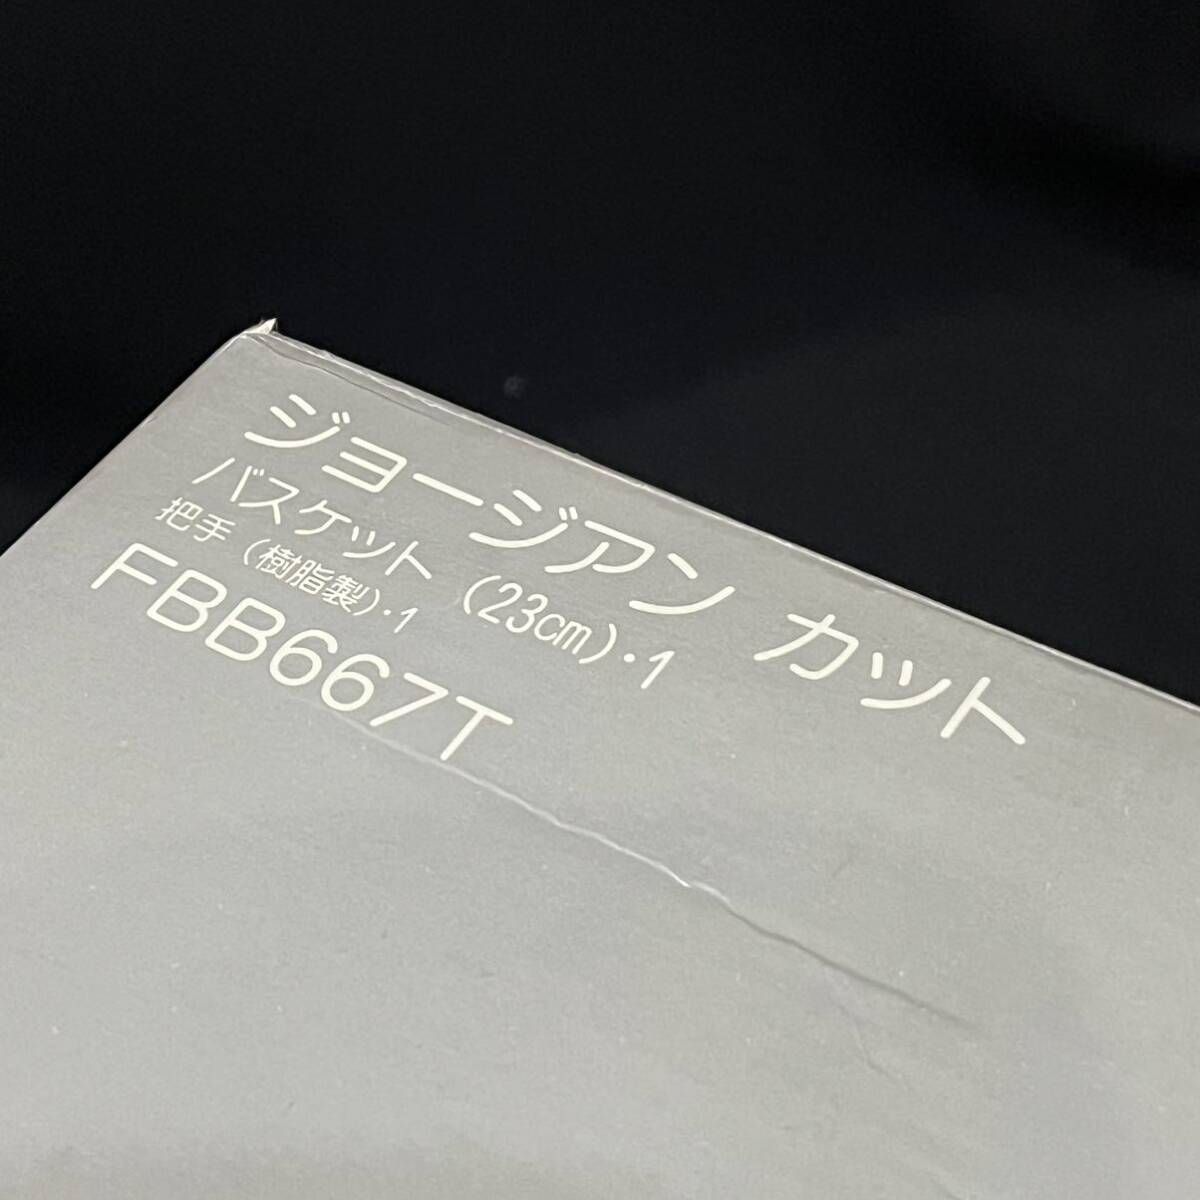 ジョージアン カット
バスケット (23cm)・1
把手 (樹脂製)・1
FBB667T